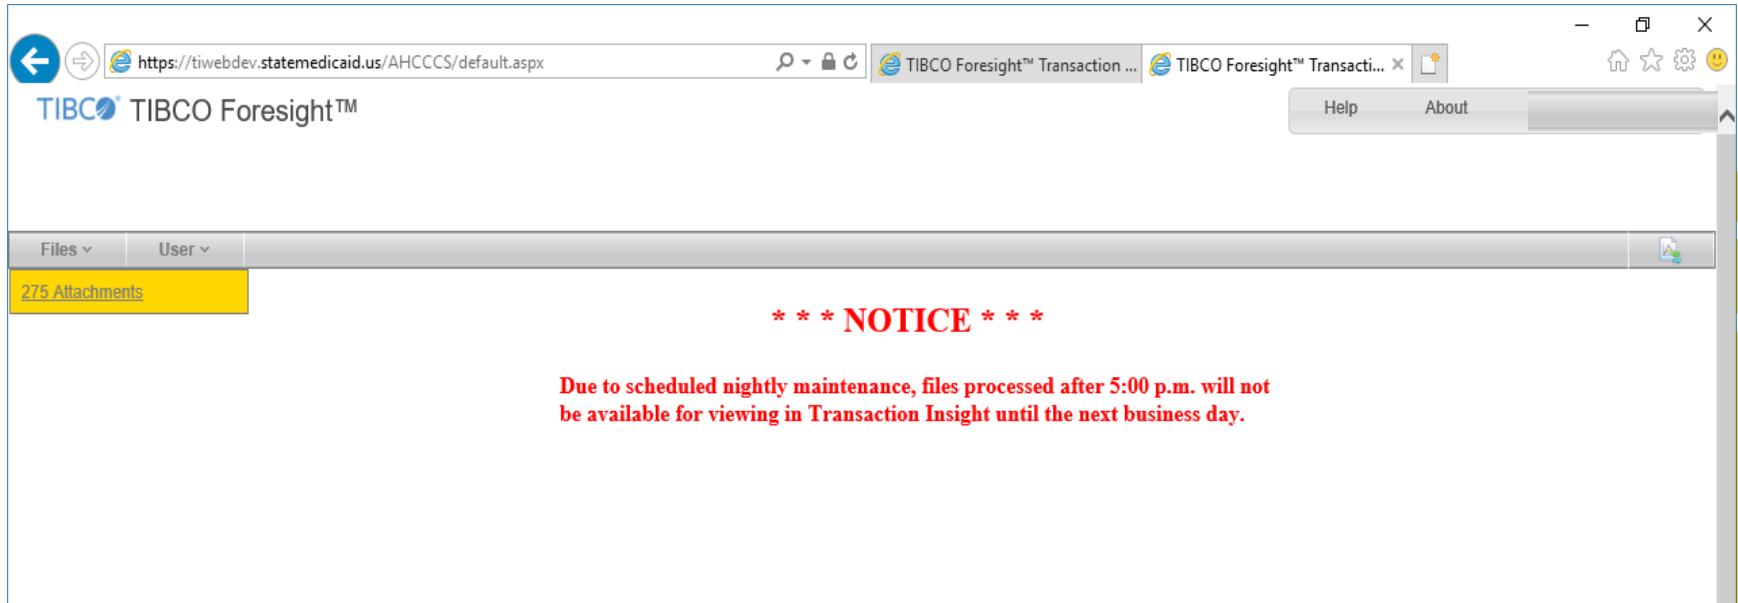 https://tiwebdev.statemedicaid.us/AHCCCS/default.aspx
TIBCO Foresight™ Transaction ...
TIBCO Foresight™ Transacti...
TIBCO® TIBCO Foresight™
Help About
Files User
275 Attachments
* * * NOTICE * * *
Due to scheduled nightly maintenance, files processed after 5:00 p.m. will not
be available for viewing in Transaction Insight until the next business day.